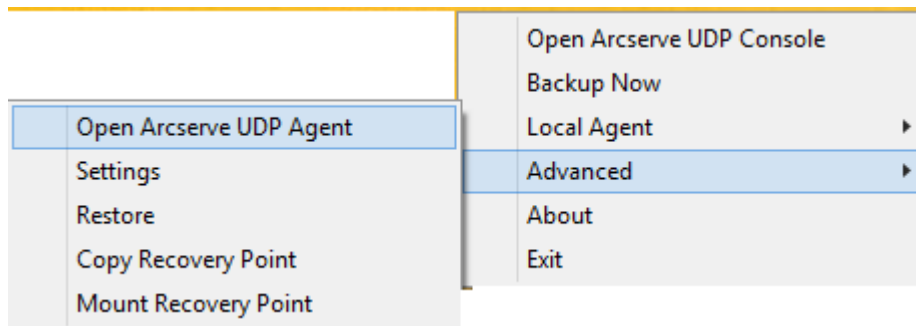 Open Arcserve UDP Console
Backup Now
Local Agent
Advanced
About
Exit
Open Arcserve UDP Agent
Settings
Restore
Copy Recovery Point
Mount Recovery Point